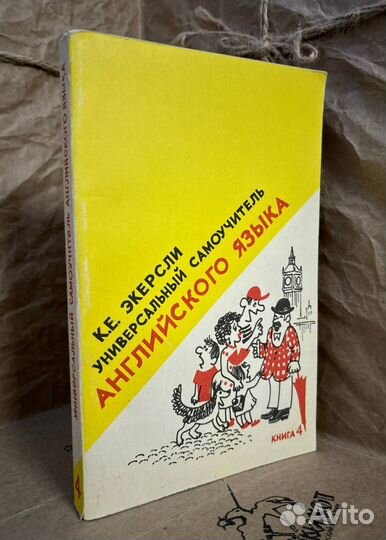 К.Е. ЭКЕРСЛИ
УНИВЕРСАЛЬНЫЙ САМОУЧИТЕЛЬ
АНГЛИЙСКОГО ЯЗЫКА
КНИГА 4
УНИВЕРСАЛЬНЫЙ САМОУЧИТЕЛЬ АНГЛИЙСКОГО ЯЗЫКА
4
Avito